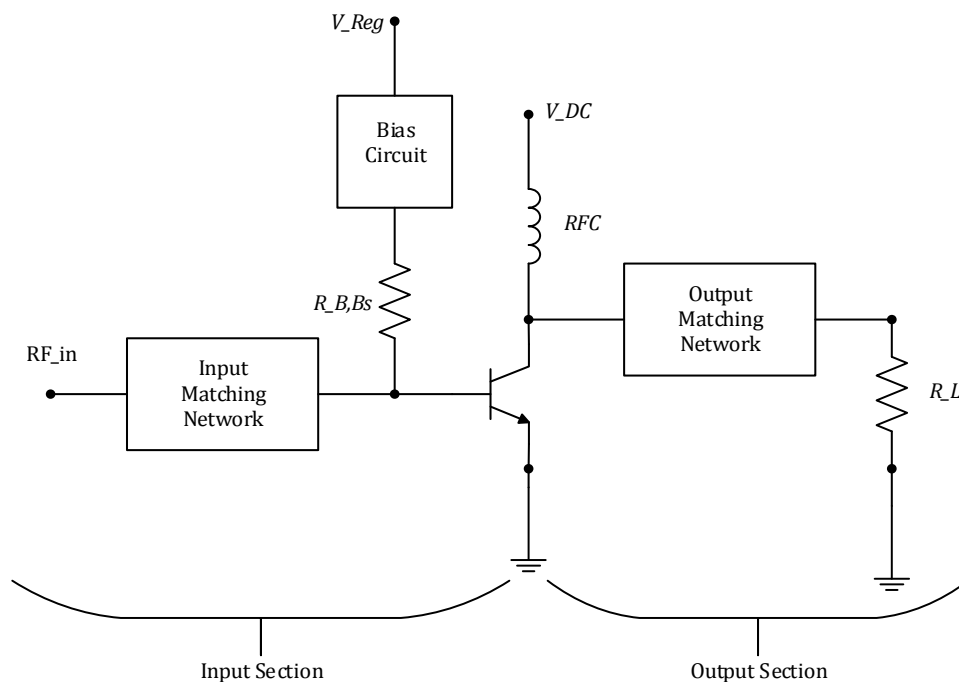 V_Reg
Bias
Circuit
V_DC
RFC
R_B,Bs
Output
Matching
Network
RF_in
Input
Matching
Network
R_L
Input Section
Output Section